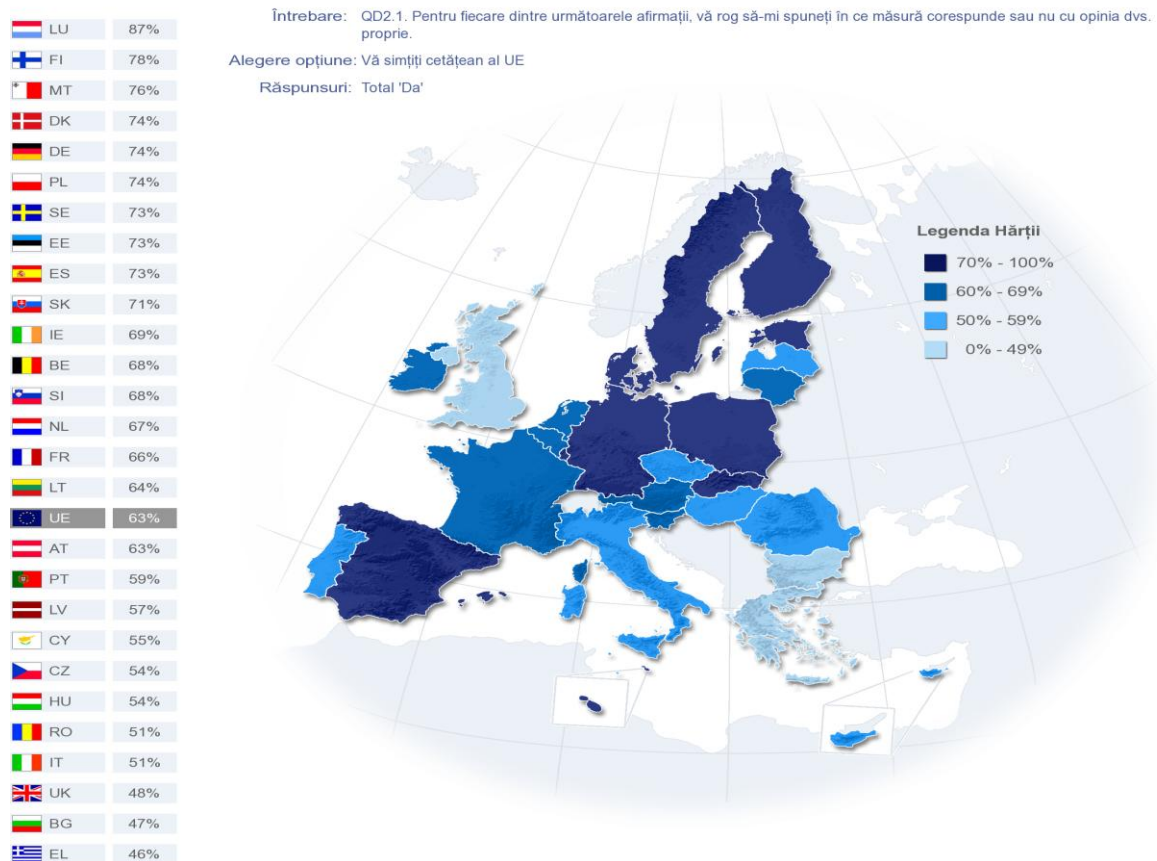 Întrebare: QD2.1. Pentru fiecare dintre următoarele afirmații, vă rog să-mi spuneți în ce măsură corespunde sau nu cu opinia dvs.
proprie.
Alegere opțiune: Vă simțiți cetățean al UE
Răspunsuri: Total 'Da'
LU 87%
FI 78%
MT 76%
DK 74%
DE 74%
PL 74%
SE 73%
EE 73%
ES 73%
SK 71%
IE 69%
BE 68%
SI 68%
NL 67%
FR 66%
LT 64%
UE 63%
AT 63%
PT 59%
LV 57%
CY 55%
CZ 54%
HU 54%
RO 51%
IT 51%
UK 48%
BG 47%
EL 46%
Legenda Hărții
70% - 100%
60% - 69%
50% - 59%
0% - 49%